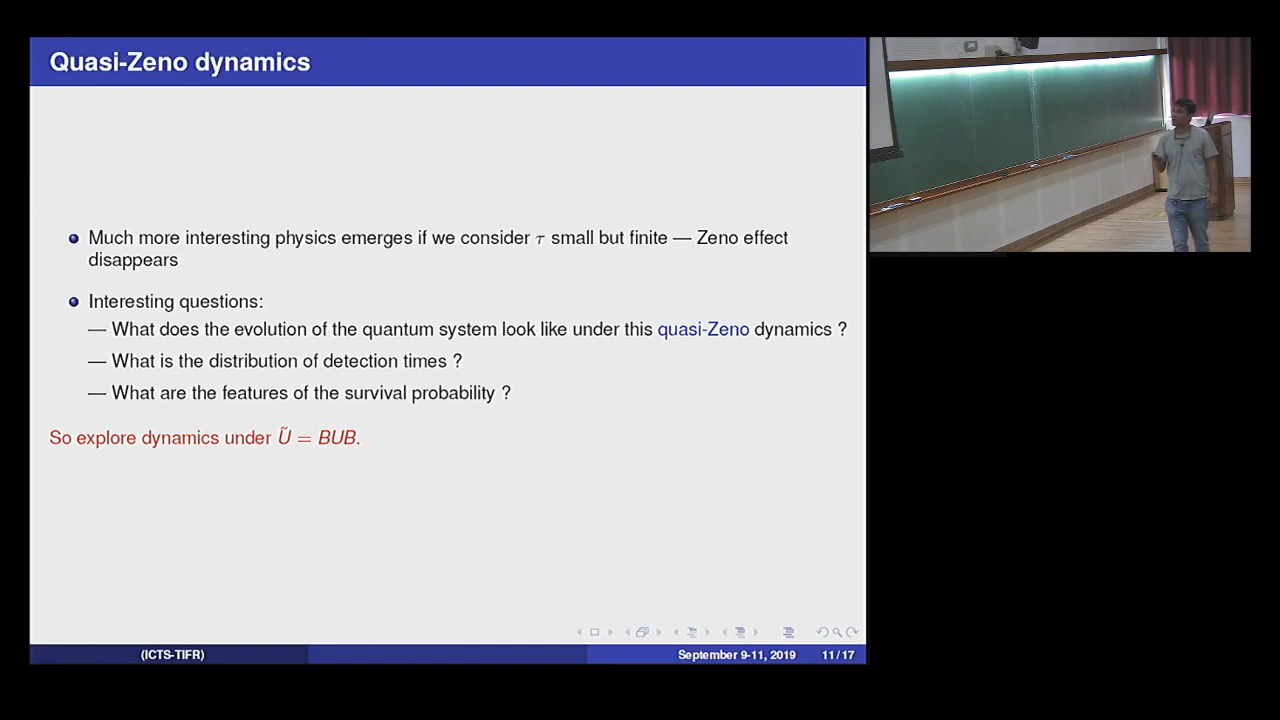 Quasi-Zeno dynamics
Much more interesting physics emerges if we consider τ small but finite — Zeno effect
disappears
Interesting questions:
— What does the evolution of the quantum system look like under this quasi-Zeno dynamics ?
— What is the distribution of detection times ?
— What are the features of the survival probability ?
So explore dynamics under Ũ = BUB.
(ICTS-TIFR)
September 9-11, 2019 11/17